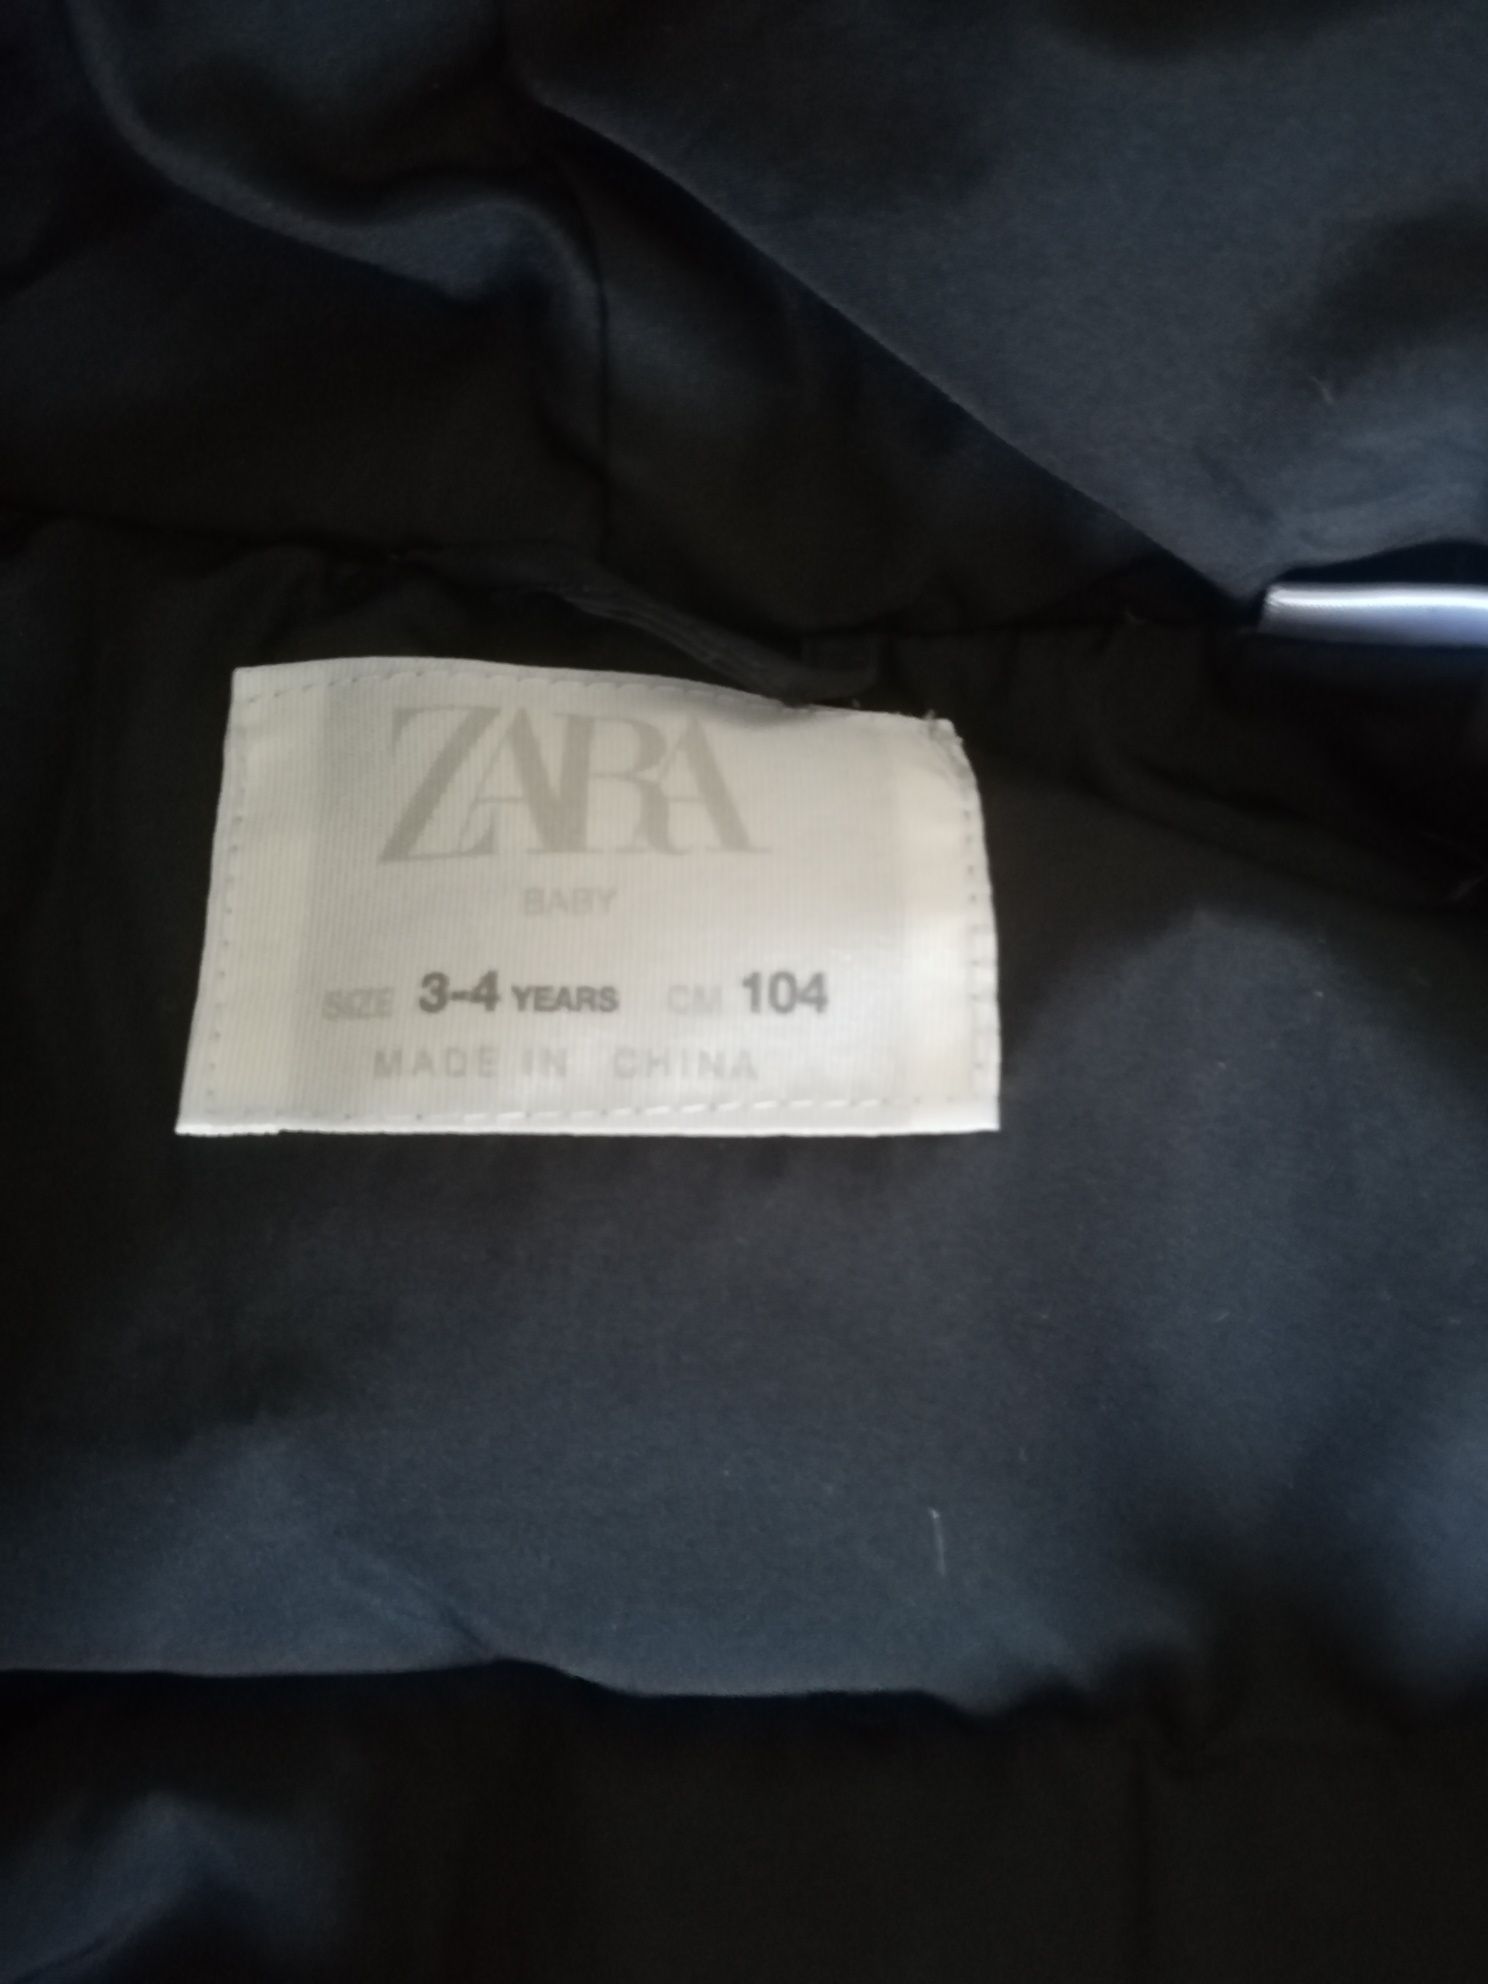 ZARA
BABY
SIZE 3-4 YEARS CM 104
MADE IN CHINA